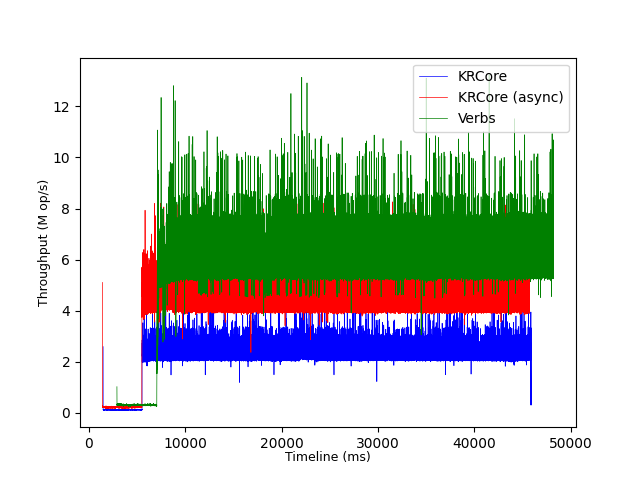 KRCore
KRCore (async)
Verbs
Throughput (M op/s)
12
10
8
6
4
2
0
0
10000
20000
30000
40000
50000
Timeline (ms)